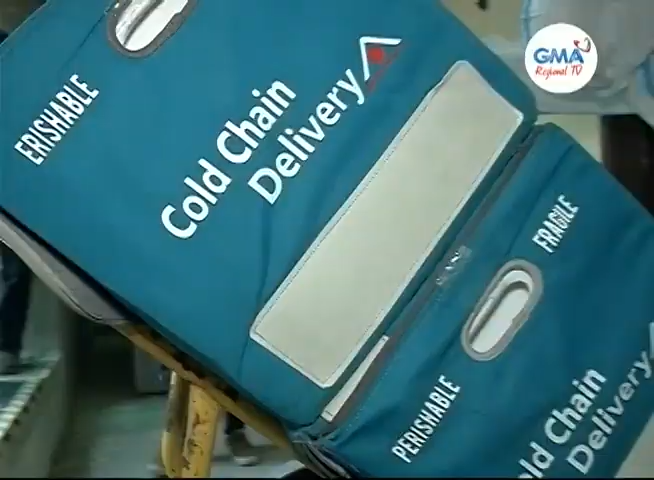 GMA
Regional TV
ERISHABLE
Cold Chain
Delivery
FRAGILE
PERISHABLE
old Chain
Delivery